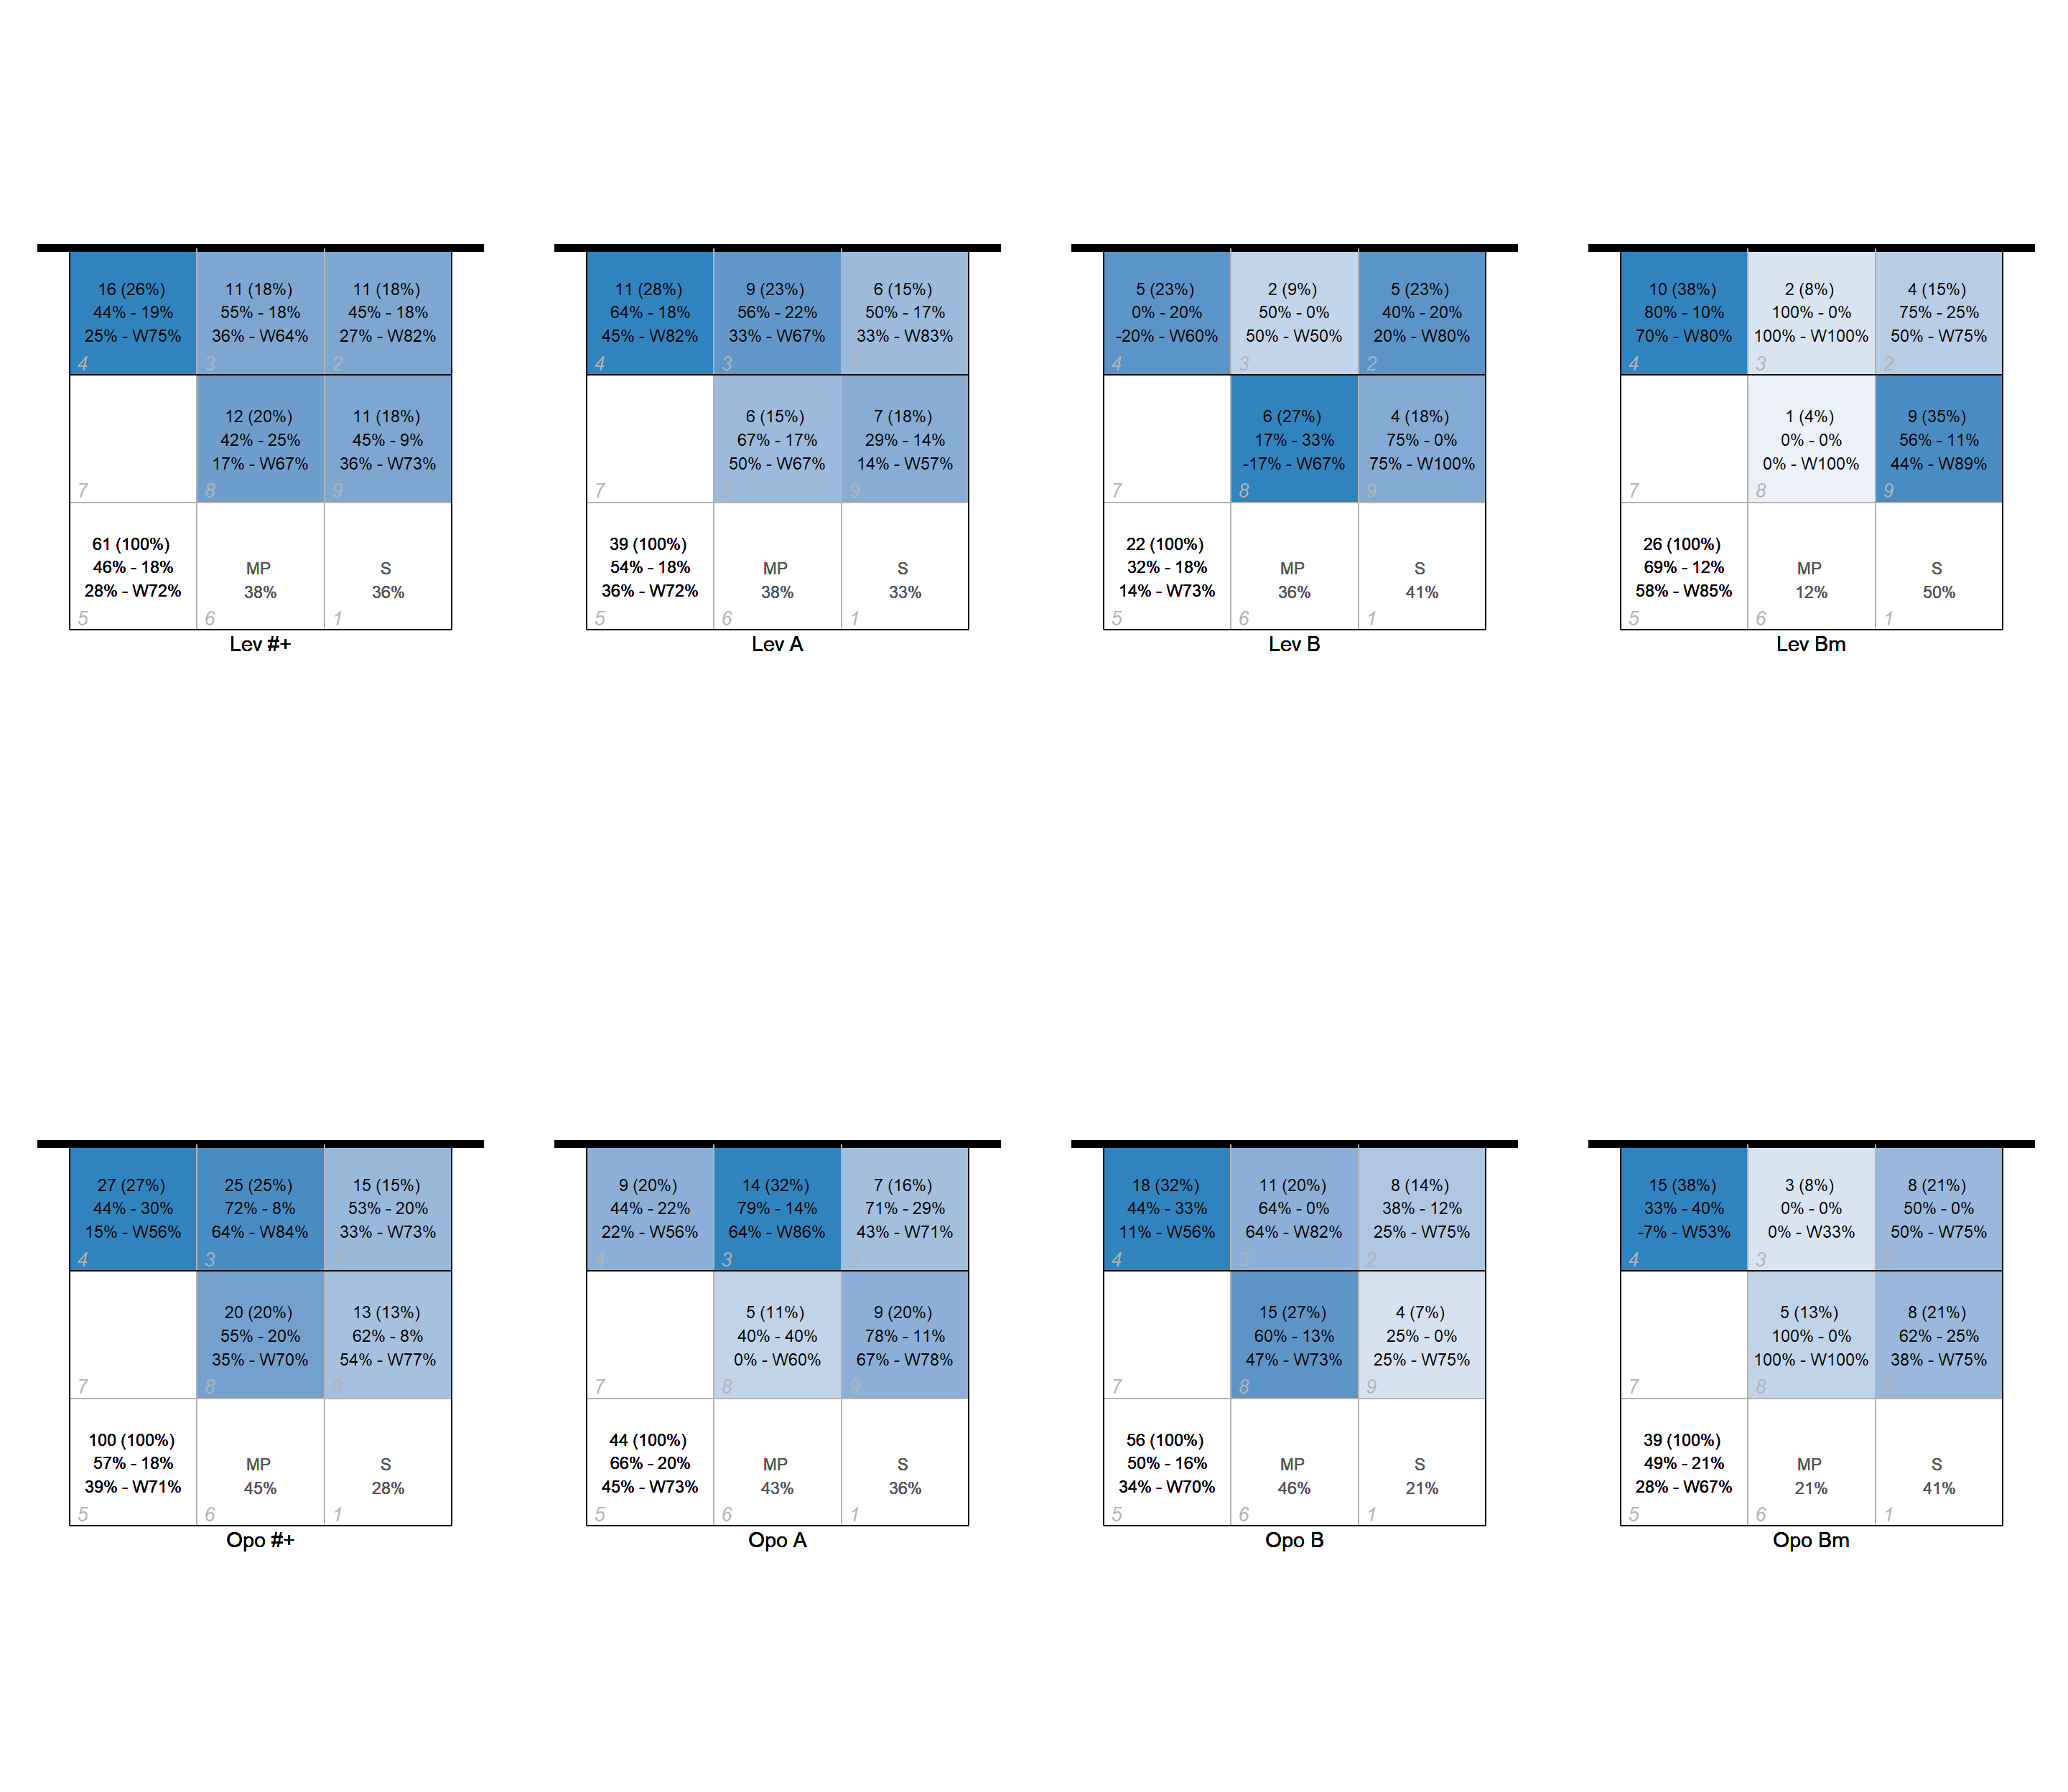 16 (26%)
44% - 19%
25% - W75%
4
11 (18%)
55% - 18%
36% - W64%
3
11 (18%)
45% - 18%
27% - W82%
2
7
12 (20%)
42% - 25%
17% - W67%
8
11 (18%)
45% - 9%
36% - W73%
9
61 (100%)
46% - 18%
28% - W72%
5
MP
38%
6
S
36%
1
Lev #+
11 (28%)
64% - 18%
45% - W82%
4
9 (23%)
56% - 22%
33% - W67%
3
6 (15%)
50% - 17%
33% - W83%
7
6 (15%)
67% - 17%
50% - W67%
7 (18%)
29% - 14%
14% - W57%
9
39 (100%)
54% - 18%
36% - W72%
5
MP
38%
6
S
33%
1
Lev A
5 (23%)
0% - 20%
-20% - W60%
4
2 (9%)
50% - 0%
50% - W50%
3
5 (23%)
40% - 20%
20% - W80%
2
7
6 (27%)
17% - 33%
-17% - W67%
8
4 (18%)
75% - 0%
75% - W100%
9
22 (100%)
32% - 18%
14% - W73%
5
MP
36%
6
S
41%
1
Lev B
10 (38%)
80% - 10%
70% - W80%
4
2 (8%)
100% - 0%
100% - W100%
3
4 (15%)
75% - 25%
50% - W75%
2
7
1 (4%)
0% - 0%
0% - W100%
8
9 (35%)
56% - 11%
44% - W89%
9
26 (100%)
69% - 12%
58% - W85%
5
MP
12%
6
S
50%
1
Lev Bm
27 (27%)
44% - 30%
15% - W56%
4
25 (25%)
72% - 8%
64% - W84%
3
15 (15%)
53% - 20%
33% - W73%
7
20 (20%)
55% - 20%
35% - W70%
8
13 (13%)
62% - 8%
54% - W77%
9
100 (100%)
57% - 18%
39% - W71%
5
MP
45%
6
S
28%
1
Opo #+
9 (20%)
44% - 22%
22% - W56%
4
14 (32%)
79% - 14%
64% - W86%
3
7 (16%)
71% - 29%
43% - W71%
2
7
5 (11%)
40% - 40%
0% - W60%
8
9 (20%)
78% - 11%
67% - W78%
9
44 (100%)
66% - 20%
45% - W73%
5
MP
43%
6
S
36%
1
Opo A
18 (32%)
44% - 33%
11% - W56%
4
11 (20%)
64% - 0%
64% - W82%
3
8 (14%)
38% - 12%
25% - W75%
2
7
15 (27%)
60% - 13%
47% - W73%
8
4 (7%)
25% - 0%
25% - W75%
9
56 (100%)
50% - 16%
34% - W70%
5
MP
46%
6
S
21%
1
Opo B
15 (38%)
33% - 40%
-7% - W53%
4
3 (8%)
0% - 0%
0% - W33%
3
8 (21%)
50% - 0%
50% - W75%
7
5 (13%)
100% - 0%
100% - W100%
8
8 (21%)
62% - 25%
38% - W75%
39 (100%)
49% - 21%
28% - W67%
5
MP
21%
6
S
41%
1
Opo Bm